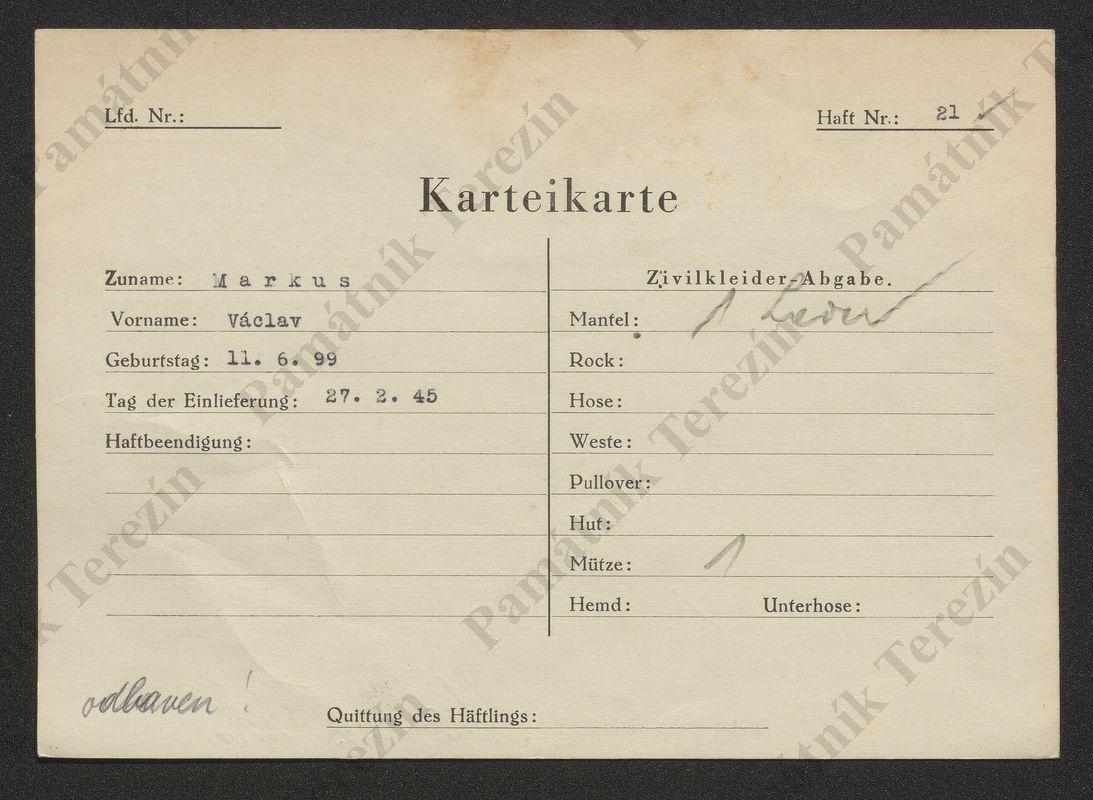 Lfd. Nr.:
Haft Nr.: 21
Karteikarte
Zuname: Markus
Vorname: Václav
Geburtstag: 11. 6. 99
Tag der Einlieferung: 27. 2. 45
Haftbeendigung:
Zivilkleider-Abgabe.
Mantel: 1 Leder
Rock:
Hose:
Weste:
Pullover:
Hut:
Mütze: 1
Hemd: Unterhose:
odbaven!
Quittung des Häftlings:
Památník Terezín